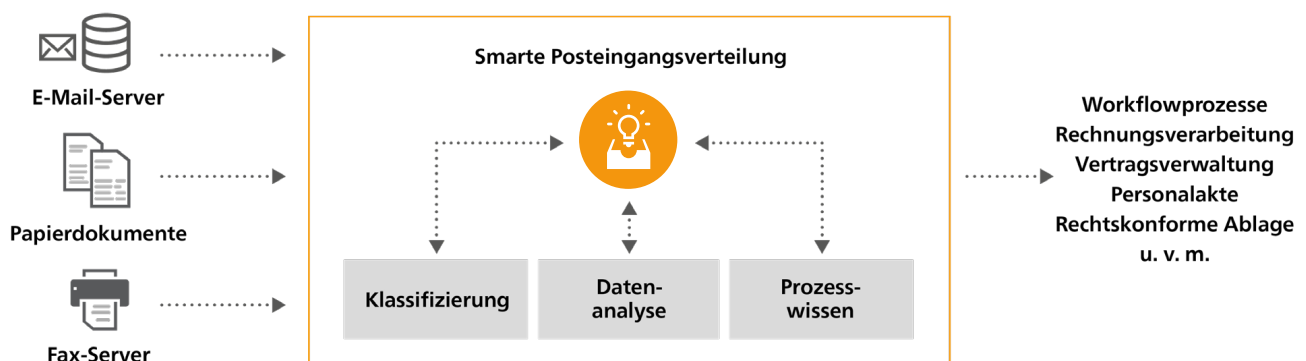 E-Mail-Server
Papierdokumente
Fax-Server
Smarte Posteingangsverteilung
Klassifizierung
Daten-
analyse
Prozess-
wissen
Workflowprozesse
Rechnungsverarbeitung
Vertragsverwaltung
Personalakte
Rechtskonforme Ablage
u. v. m.